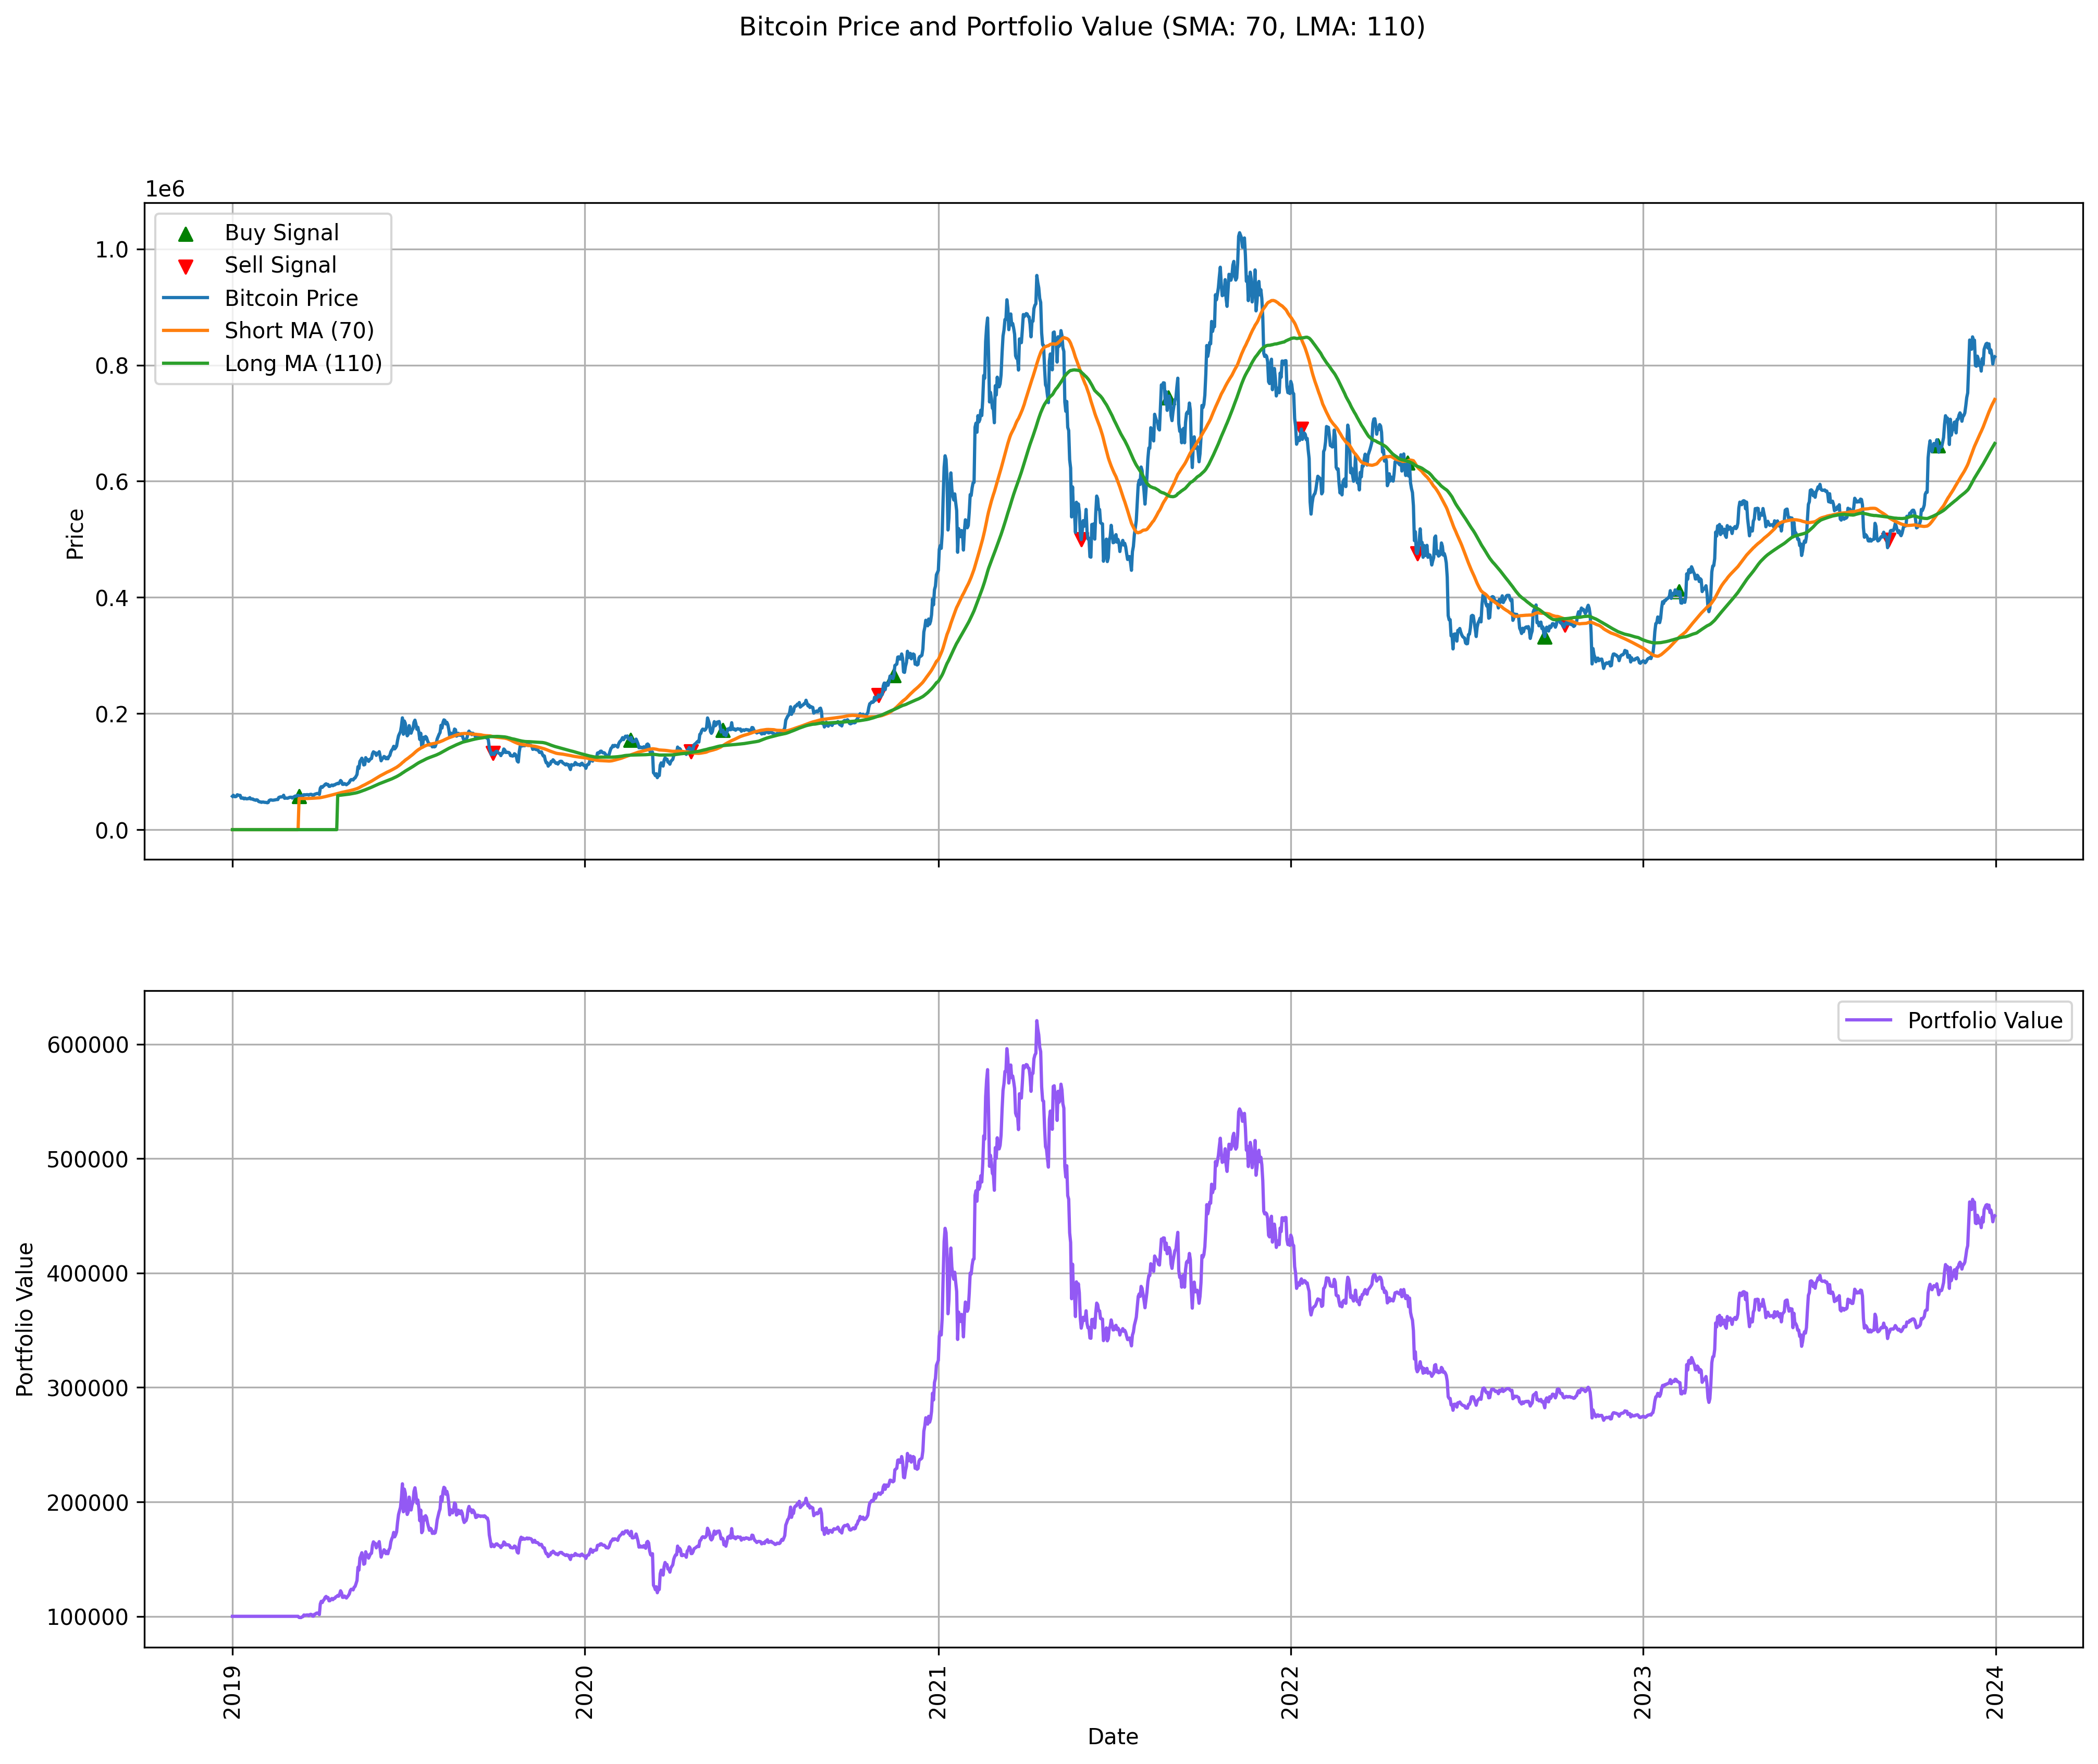 Bitcoin Price and Portfolio Value (SMA: 70, LMA: 110)
1e6
Buy Signal
Sell Signal
Bitcoin Price
Short MA (70)
Long MA (110)
1.0
0.8
0.6
0.4
0.2
0.0
Price
Portfolio Value
600000
500000
400000
300000
200000
100000
Portfolio Value
2019
2020
2021
2022
2023
2024
Date